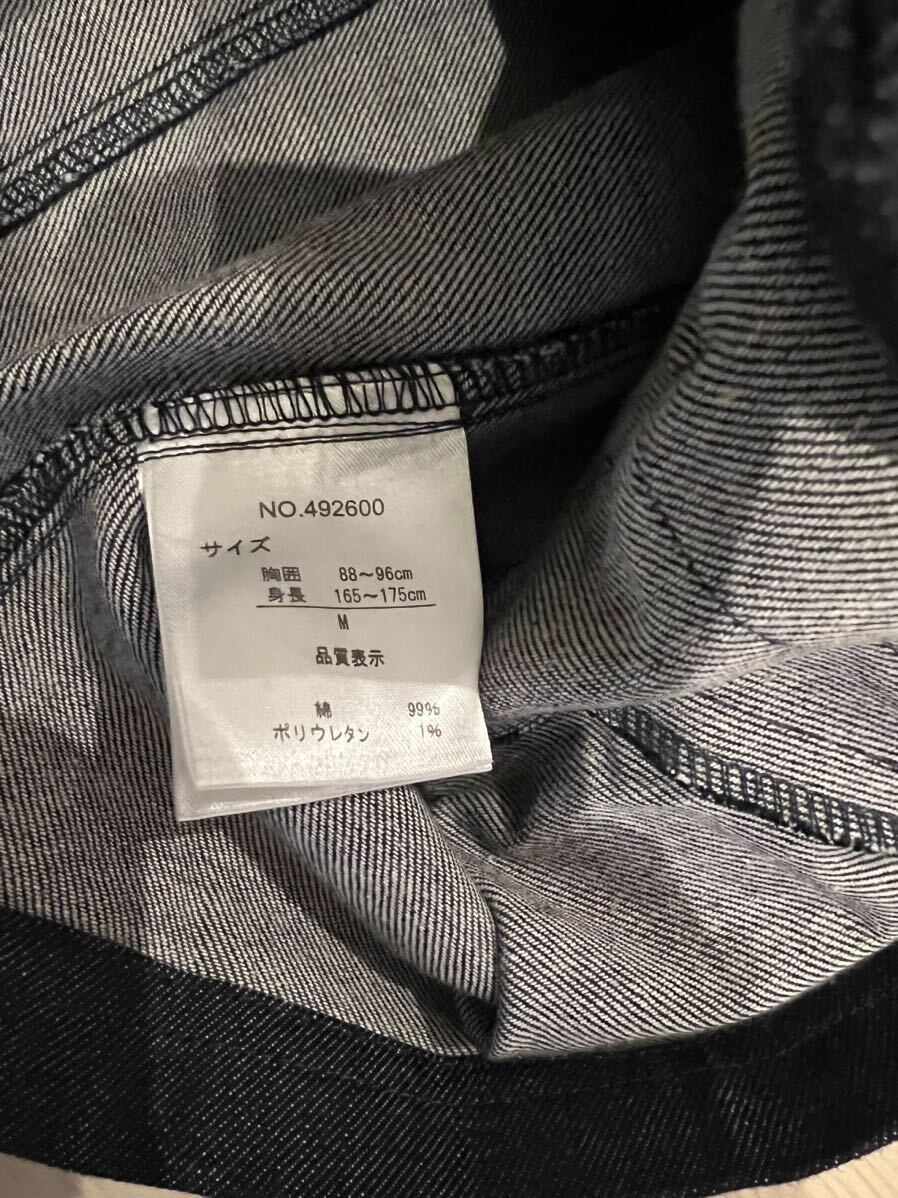 NO.492600
サイズ
胸囲 88～96cm
身長 165～175cm
M
品質表示
綿 99%
ポリウレタン 1%